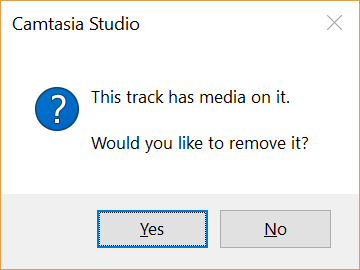 Camtasia Studio
?
This track has media on it.
Would you like to remove it?
Yes
No